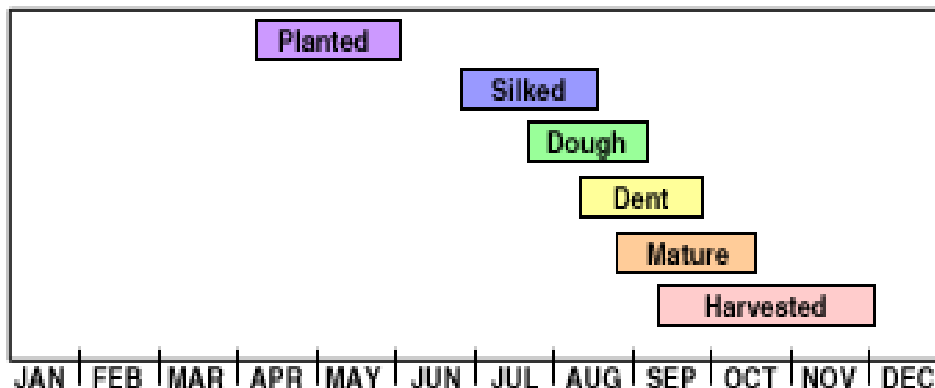 Planted
Silked
Dough
Dent
Mature
Harvested
JAN FEB MAR APR MAY JUN JUL AUG SEP OCT NOV DEC